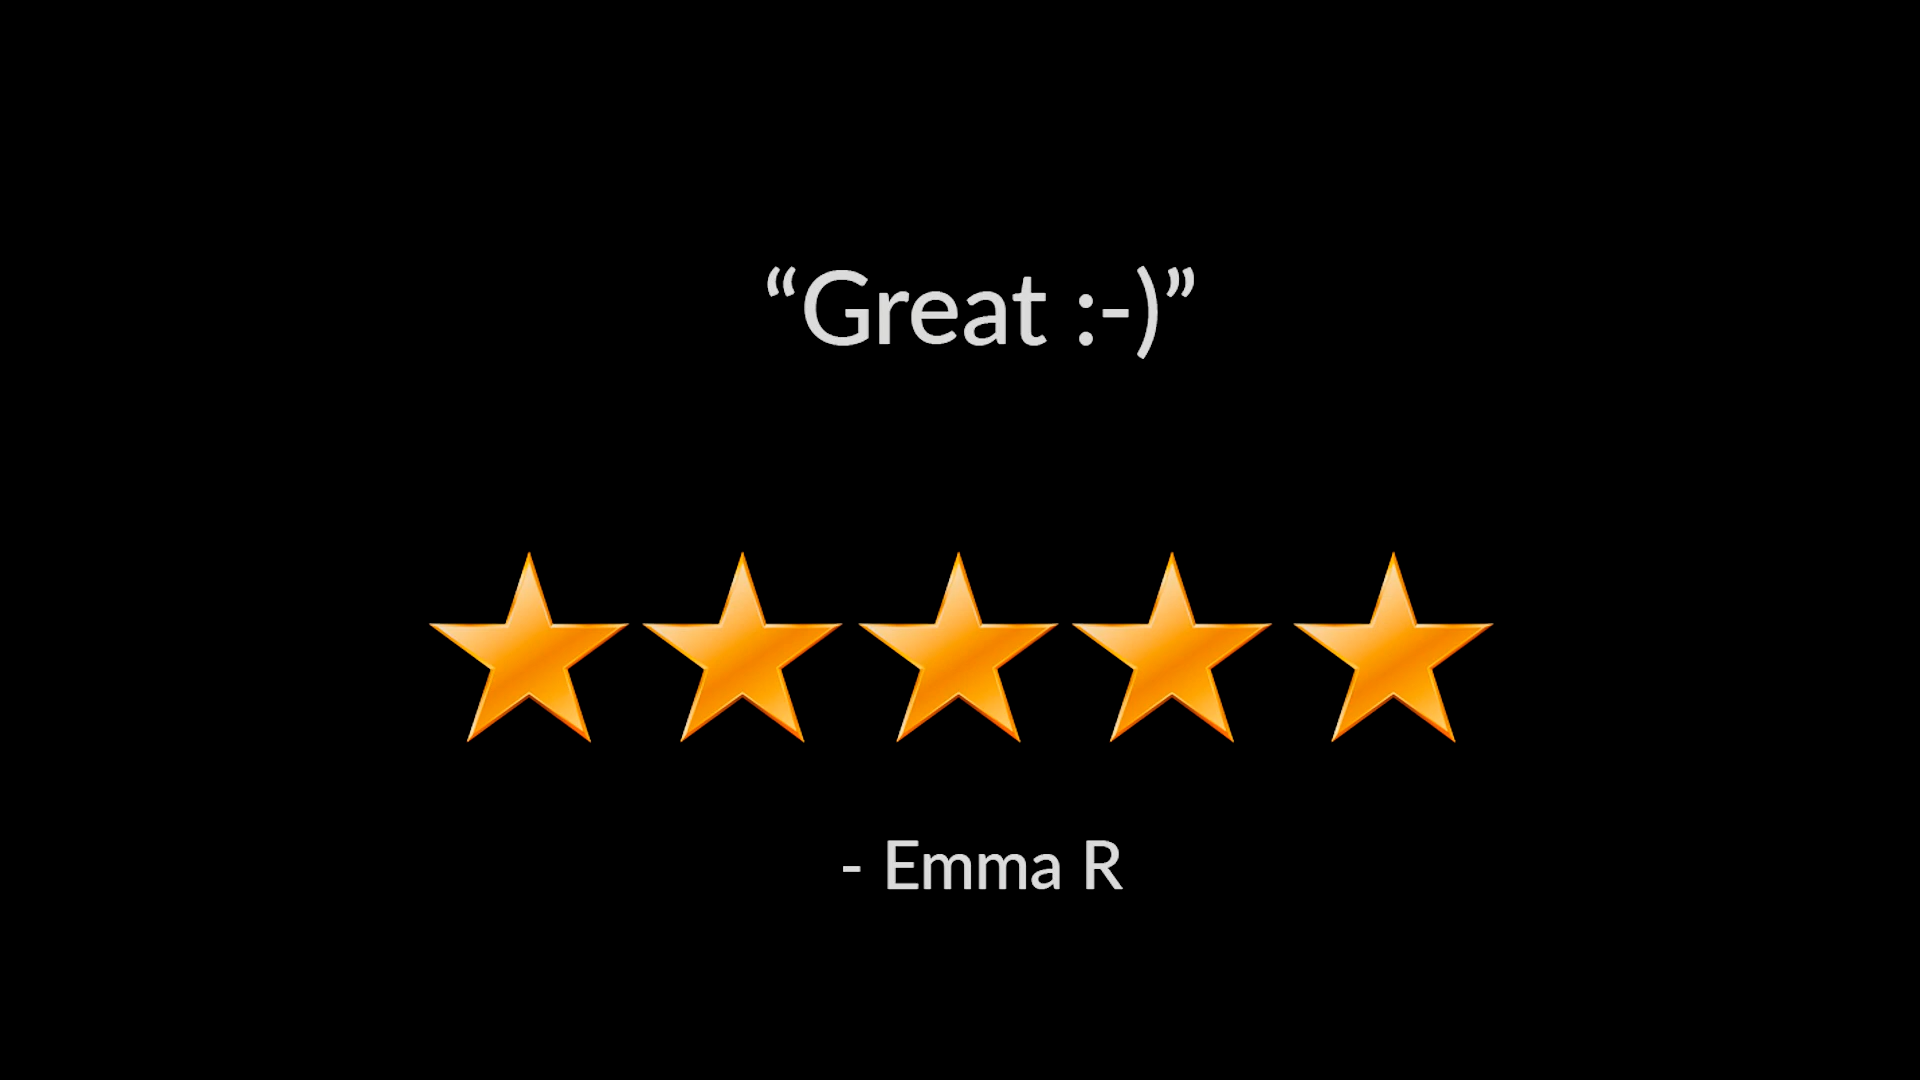 “Great :-)”
- Emma R